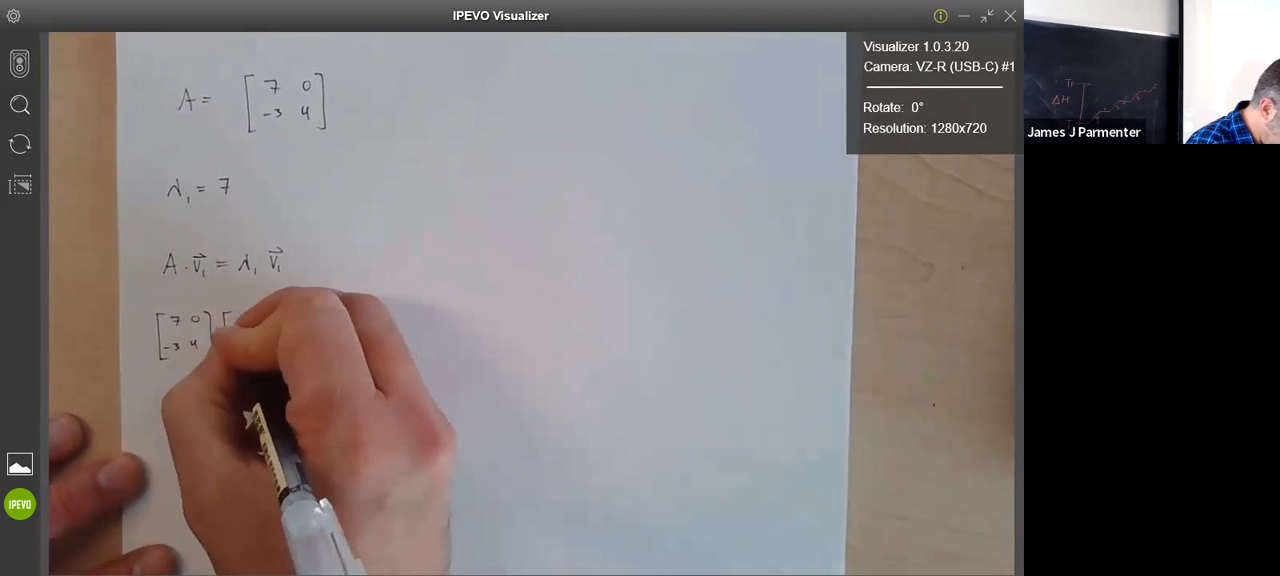 IPEVO Visualizer
Visualizer 1.0.3.20
Camera: VZ-R (USB-C) #1
Rotate: 0°
Resolution: 1280x720
A = [7 0
-3 4]
λ₁ = 7
A · v⃗₁ = λ₁ v⃗₁
[7 0
-3 4] [
IPEVO
ΔH
James J Parmenter